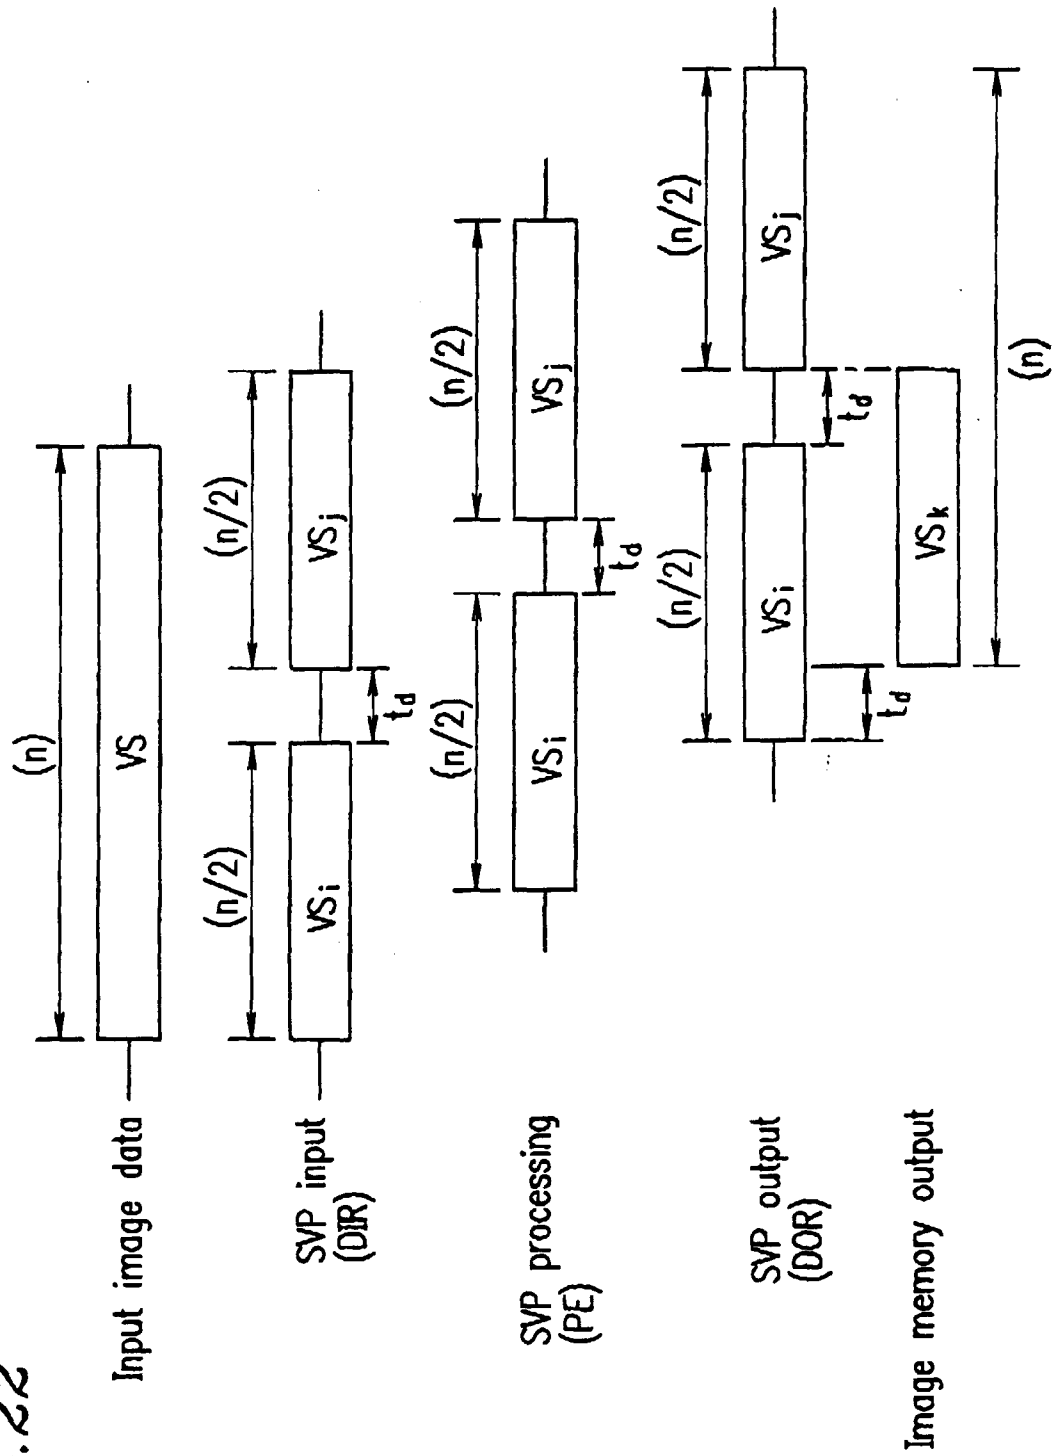 .22
Input image data
(n)
VS
SVP input
(DIR)
(n/2)
(n/2)
VSi
VSj
td
SVP processing
(PE)
(n/2)
(n/2)
VSi
VSj
td
SVP output
(DOR)
(n/2)
(n/2)
VSi
VSj
td
td
Image memory output
VSk
(n)